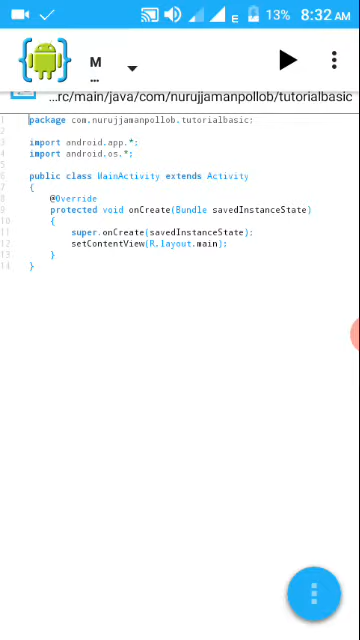 E 13% 8:32 AM
M
...
...rc/main/java/com/nurujjamanpollob/tutorialbasic
1 package com.nurujjamanpollob.tutorialbasic;
2
3 import android.app.*;
4 import android.os.*;
5
6 public class MainActivity extends Activity
7 {
8 @Override
9 protected void onCreate(Bundle savedInstanceState)
10 {
11 super.onCreate(savedInstanceState);
12 setContentView(R.layout.main);
13 }
14 }